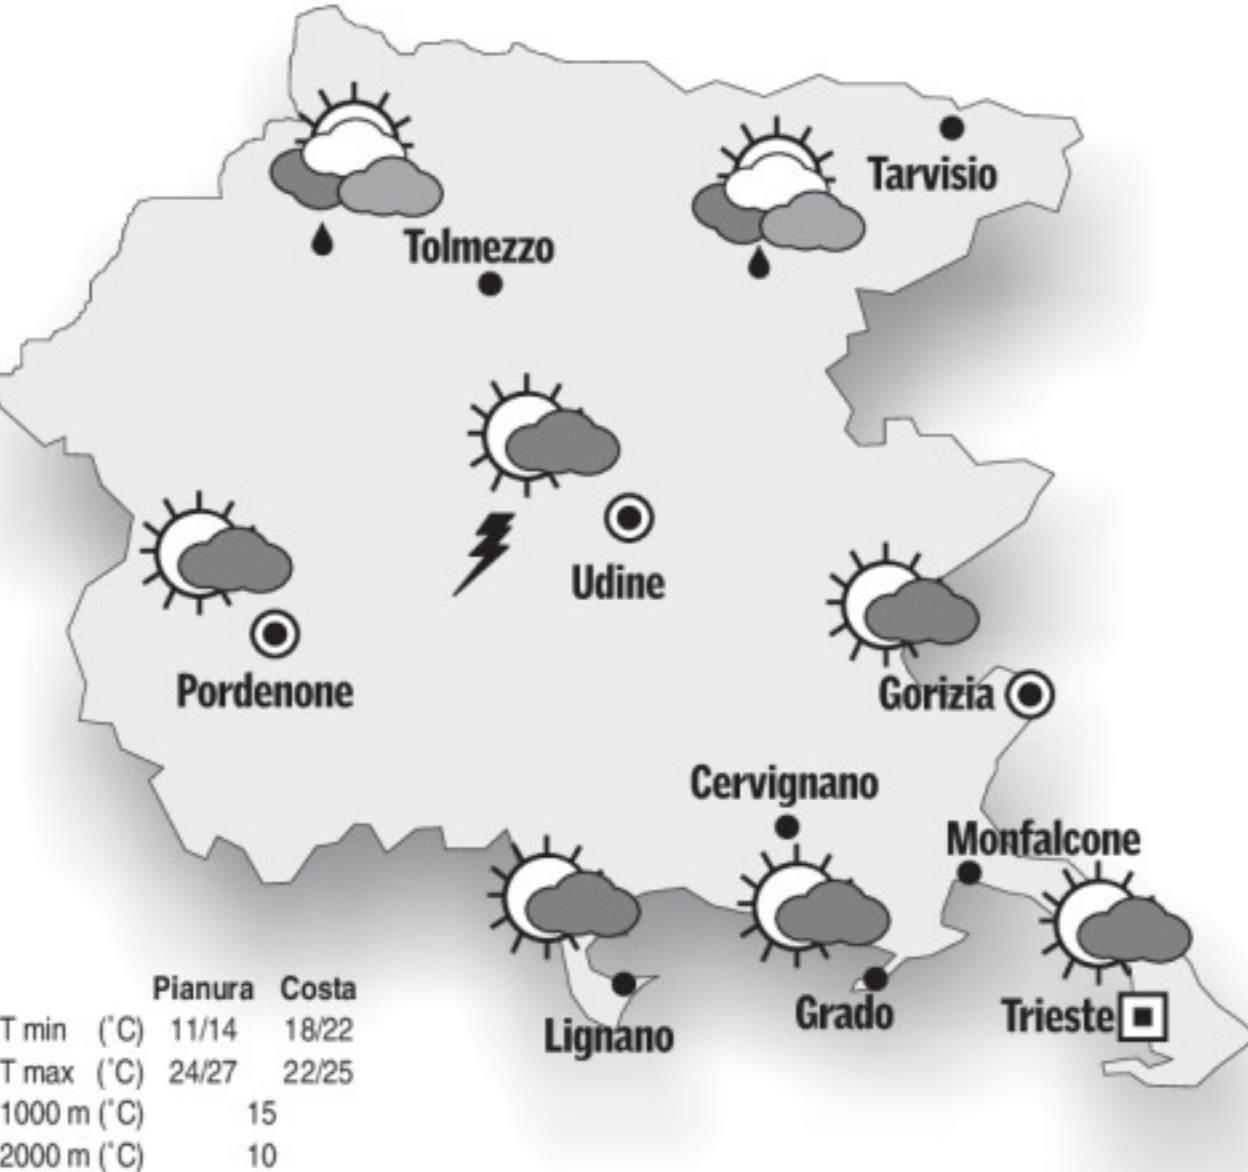 Tarvisio
Tolmezzo
Udine
Pordenone
Gorizia
Cervignano
Monfalcone
Grado
Trieste
Lignano
Pianura Costa
T min (°C) 11/14 18/22
T max (°C) 24/27 22/25
1000 m (°C) 15
2000 m (°C) 10